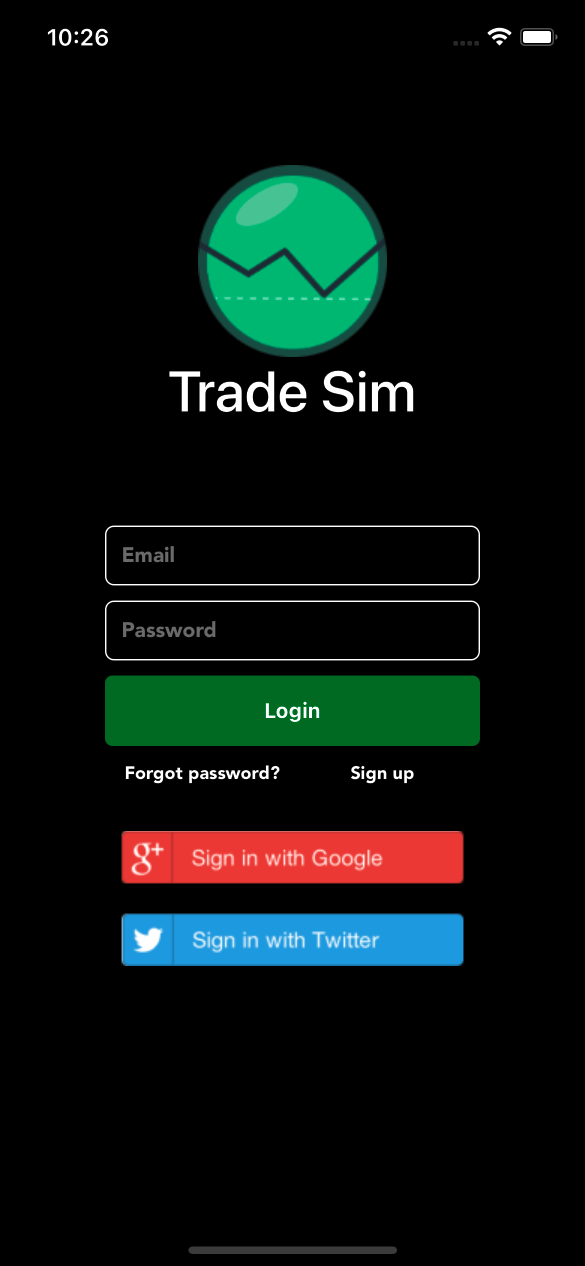 10:26
Trade Sim
Email
Password
Login
Forgot password? Sign up
g+ Sign in with Google
Sign in with Twitter